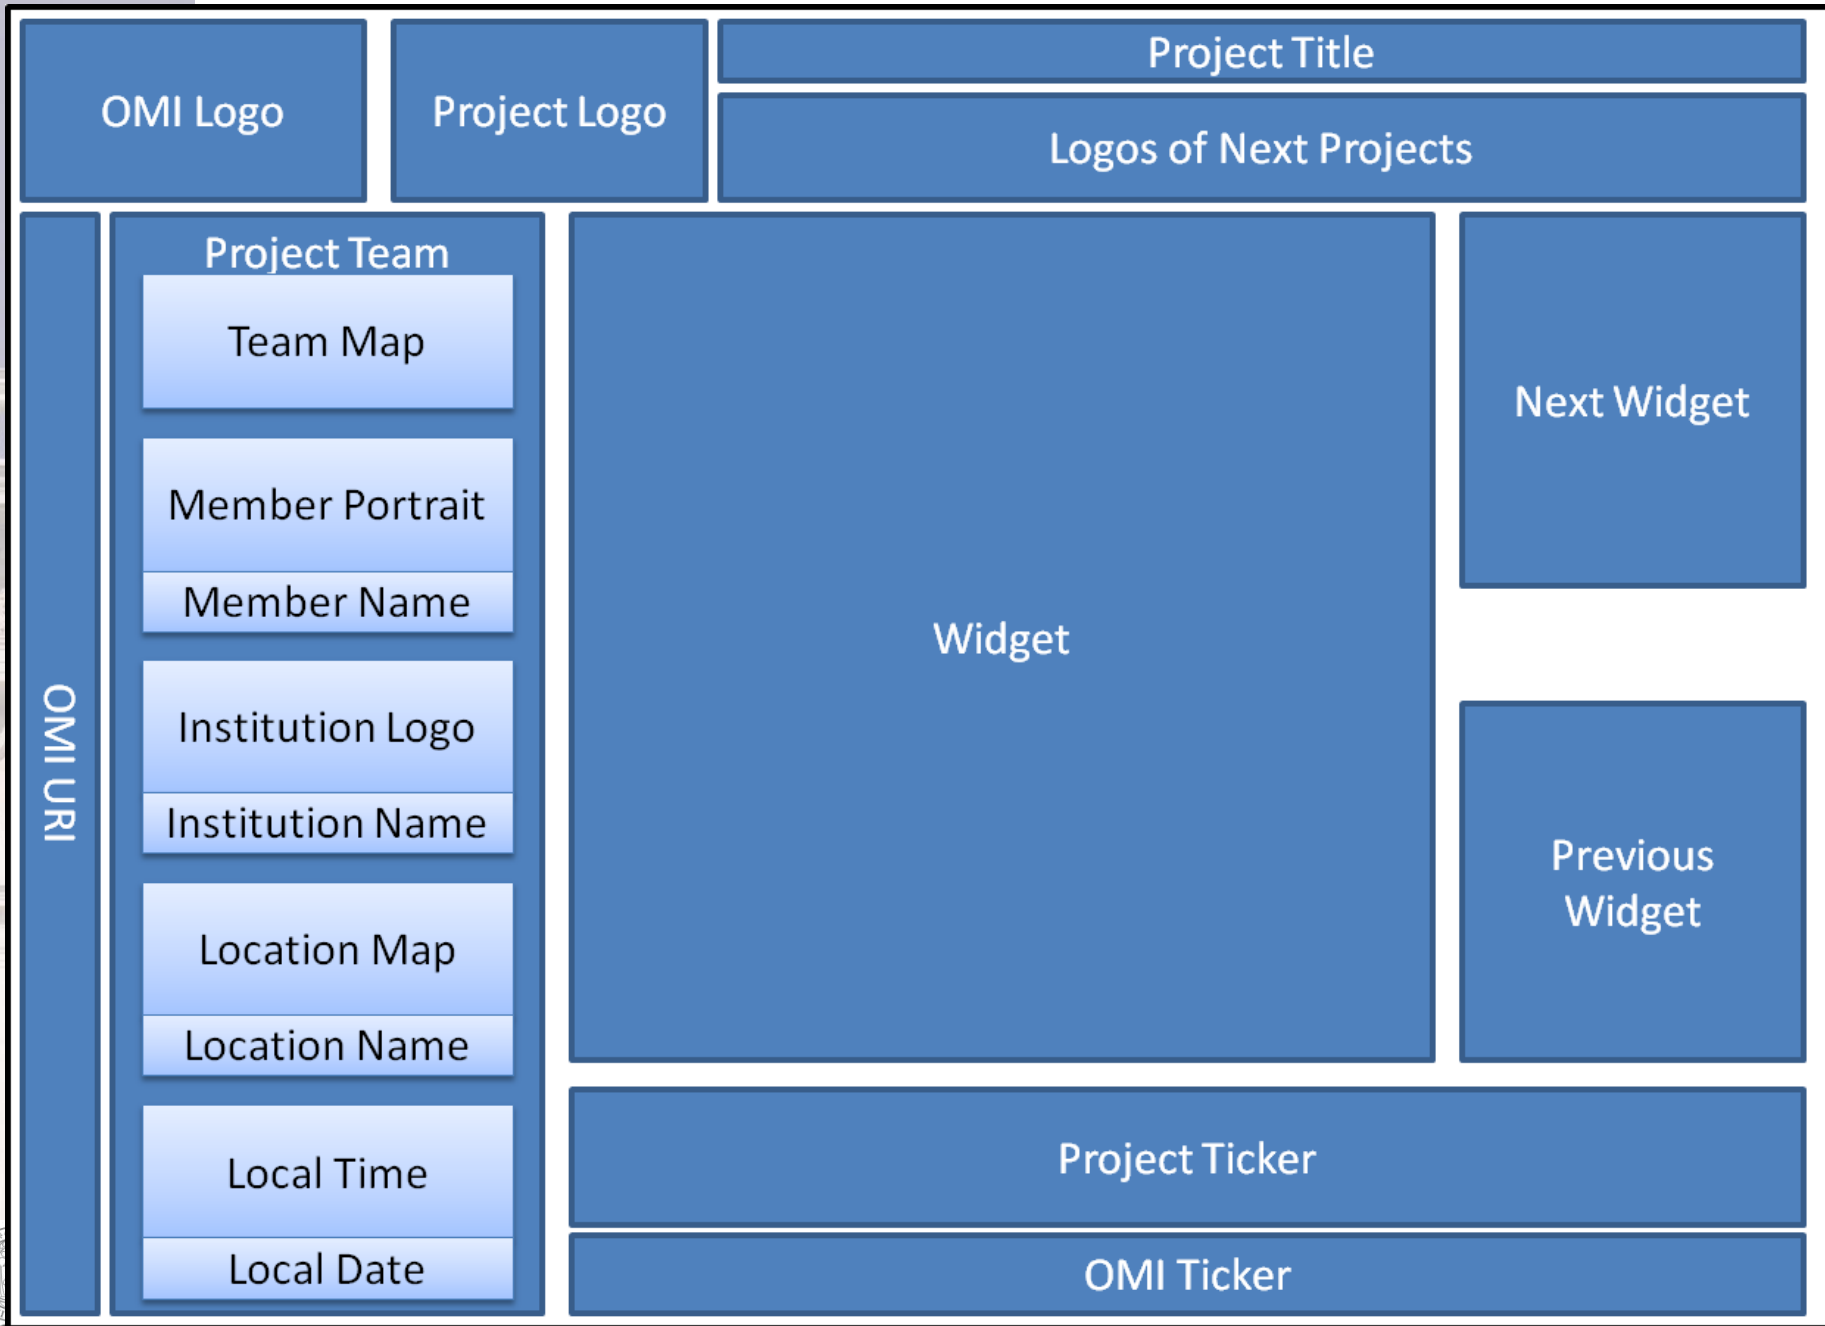 OMI Logo
Project Logo
Project Title
Logos of Next Projects
OMI URI
Project Team
Team Map
Member Portrait
Member Name
Institution Logo
Institution Name
Location Map
Location Name
Local Time
Local Date
Widget
Next Widget
Previous
Widget
Project Ticker
OMI Ticker